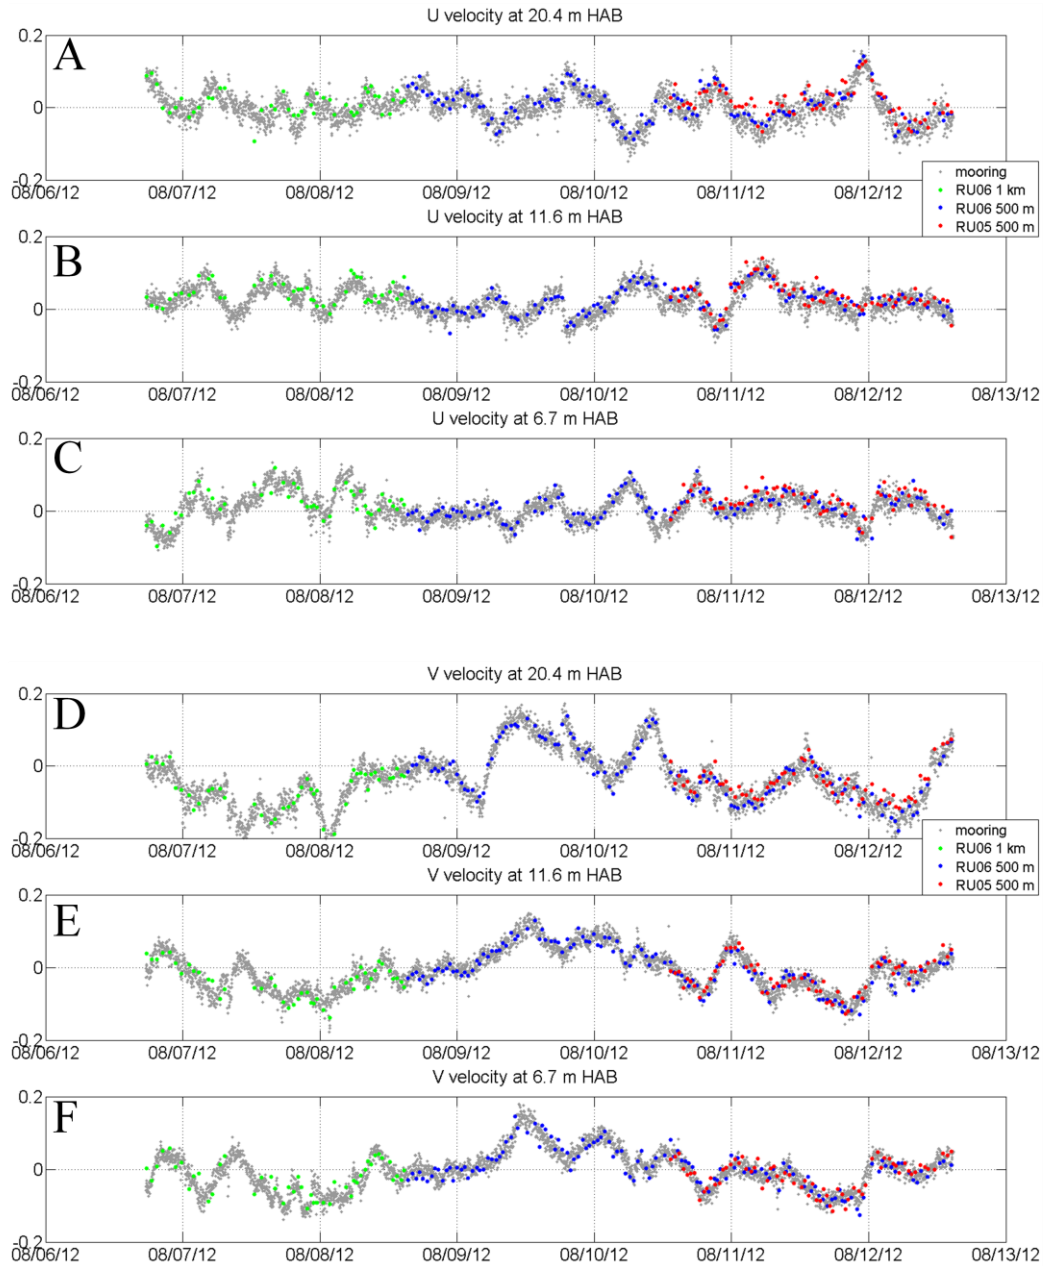 U velocity at 20.4 m HAB
A
0.2
0
-0.2
08/06/12 08/07/12 08/08/12 08/09/12 08/10/12 08/11/12 08/12/12
mooring
RU06 1 km
RU06 500 m
RU05 500 m
U velocity at 11.6 m HAB
B
0.2
0
-0.2
08/06/12 08/07/12 08/08/12 08/09/12 08/10/12 08/11/12 08/12/12 08/13/12
U velocity at 6.7 m HAB
C
0.2
0
-0.2
08/06/12 08/07/12 08/08/12 08/09/12 08/10/12 08/11/12 08/12/12 08/13/12
V velocity at 20.4 m HAB
D
0.2
0
-0.2
08/06/12 08/07/12 08/08/12 08/09/12 08/10/12 08/11/12 08/12/12
mooring
RU06 1 km
RU06 500 m
RU05 500 m
V velocity at 11.6 m HAB
E
0.2
0
-0.2
08/06/12 08/07/12 08/08/12 08/09/12 08/10/12 08/11/12 08/12/12 08/13/12
V velocity at 6.7 m HAB
F
0.2
0
-0.2
08/06/12 08/07/12 08/08/12 08/09/12 08/10/12 08/11/12 08/12/12 08/13/12